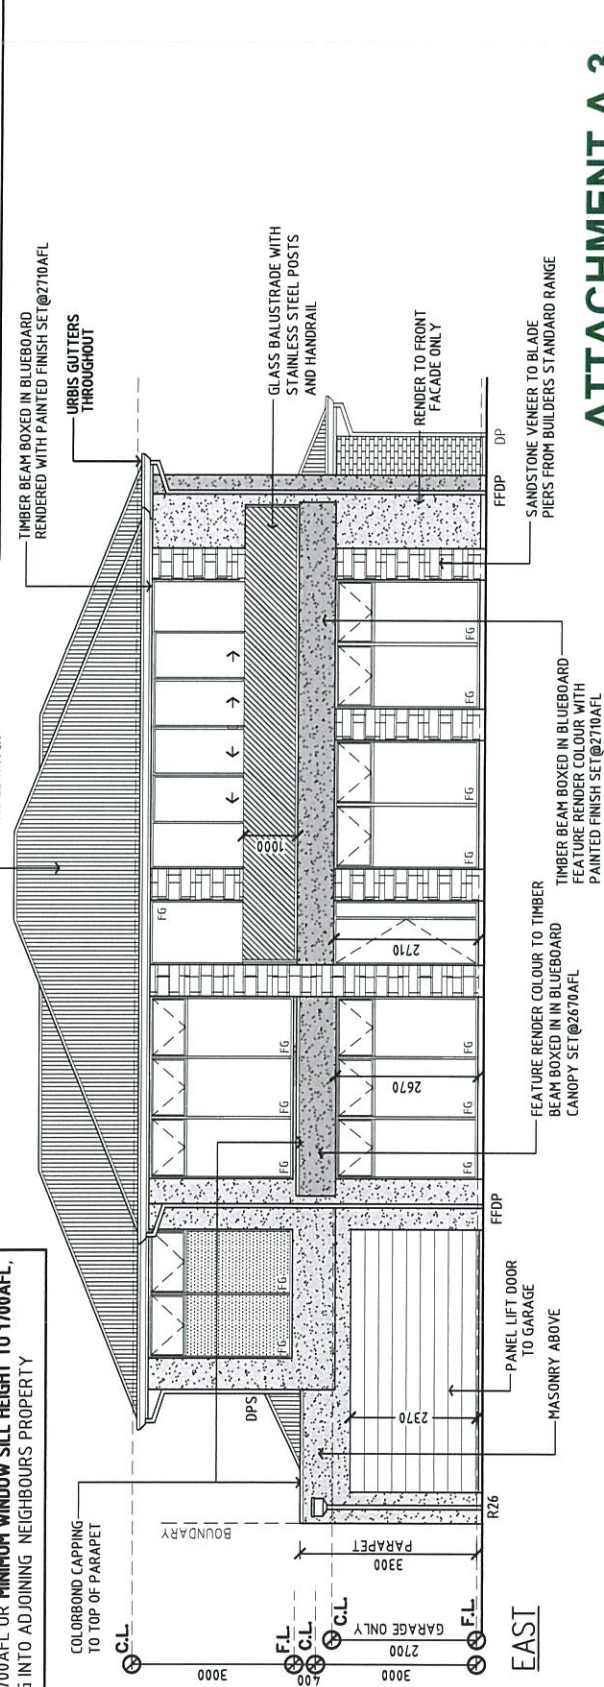 700AFL OR MINIMUM WINDOW SILL HEIGHT TO 1700AFL,
INTO ADJOINING NEIGHBOURS PROPERTY
TIMBER BEAM BOXED IN BLUEBOARD
RENDERED WITH PAINTED FINISH SET@2710AFL
URBIS GUTTERS
THROUGHOUT
GLASS BALUSTRADE WITH
STAINLESS STEEL POSTS
AND HANDRAIL
RENDER TO FRONT
FACADE ONLY
SANDSTONE VENEER TO BLADE
PIERS FROM BUILDERS STANDARD RANGE
COLORBOND CAPPING
TO TOP OF PARAPET
BOUNDARY
DPS
FG
FG
FG
FG
FG
FG
1000
C.L.
3000
F.L.
400
C.L.
3000
C.L.
2700
GARAGE ONLY
F.L.
3300
PARAPET
2370
2670
2710
FG
FG
FG
FG
FG
FG
FG
R26
FFDP
FFDP
DP
PANEL LIFT DOOR
TO GARAGE
MASONRY ABOVE
FEATURE RENDER COLOUR TO TIMBER
BEAM BOXED IN IN BLUEBOARD
CANOPY SET@2670AFL
TIMBER BEAM BOXED IN BLUEBOARD
FEATURE RENDER COLOUR WITH
PAINTED FINISH SET@2710AFL
EAST
ATTACHMENT A 3